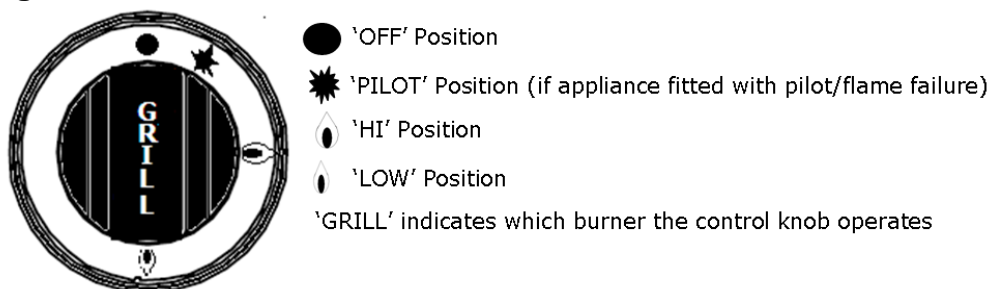 GRILL
‘OFF’ Position
‘PILOT’ Position (if appliance fitted with pilot/flame failure)
‘HI’ Position
‘LOW’ Position
‘GRILL’ indicates which burner the control knob operates